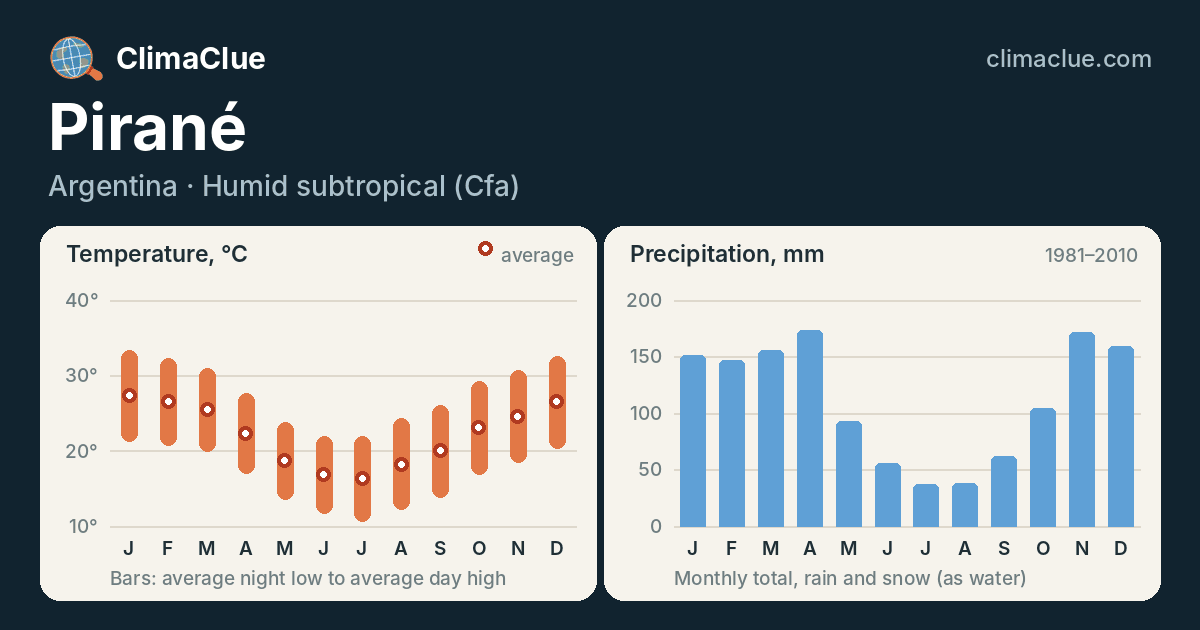 ClimaClue
climaclue.com
Pirané
Argentina · Humid subtropical (Cfa)
Temperature, °C
average
40°
30°
20°
10°
J F M A M J J A S O N D
Bars: average night low to average day high
Precipitation, mm
1981–2010
200
150
100
50
0
J F M A M J J A S O N D
Monthly total, rain and snow (as water)